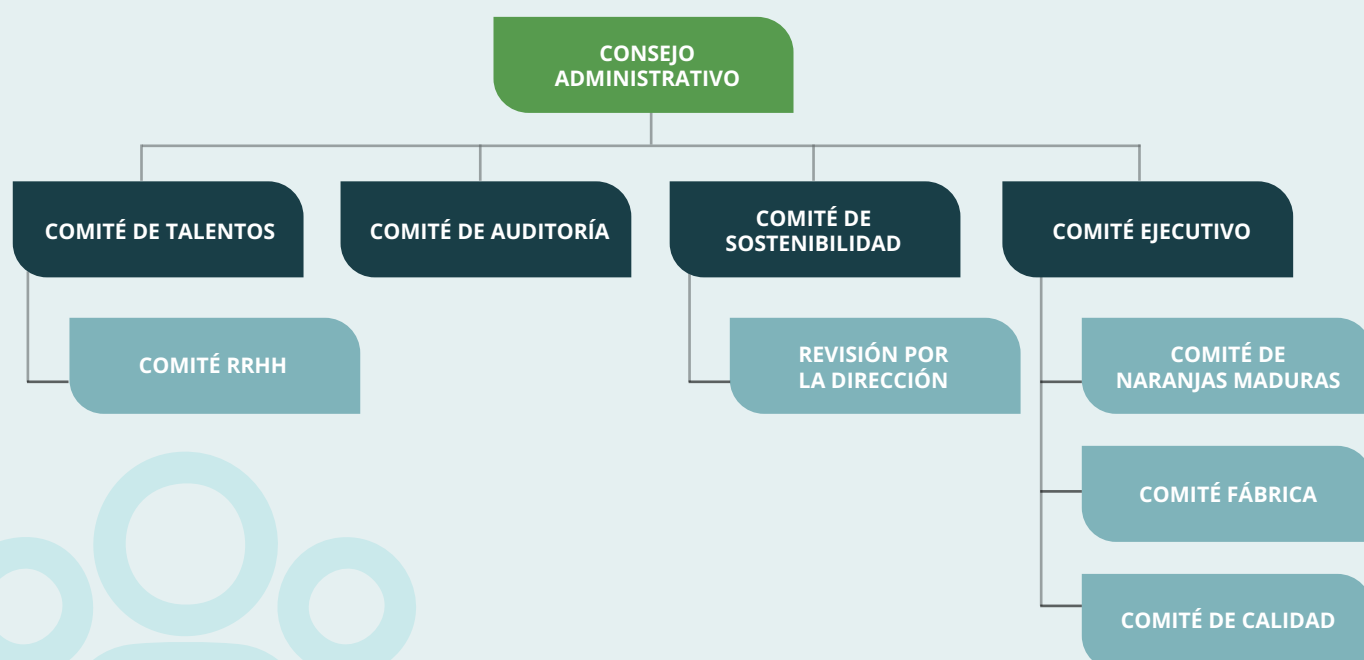 CONSEJO
ADMINISTRATIVO
COMITÉ DE TALENTOS
COMITÉ DE AUDITORÍA
COMITÉ DE
SOSTENIBILIDAD
COMITÉ EJECUTIVO
COMITÉ RRHH
REVISIÓN POR
LA DIRECCIÓN
COMITÉ DE
NARANJAS MADURAS
COMITÉ FÁBRICA
COMITÉ DE CALIDAD